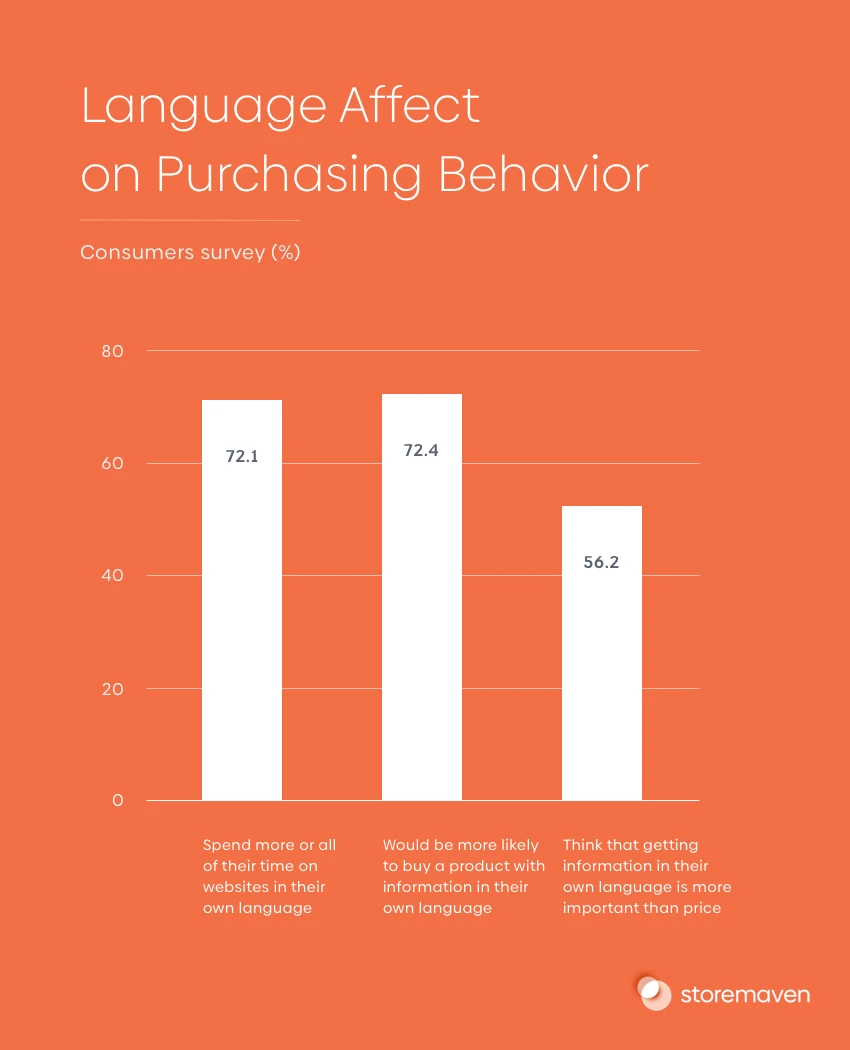 Language Affect
on Purchasing Behavior
Consumers survey (%)
80
60
40
20
0
72.1
72.4
56.2
Spend more or all
of their time on
websites in their
own language
Would be more likely
to buy a product with
information in their
own language
Think that getting
information in their
own language is more
important than price
storemaven